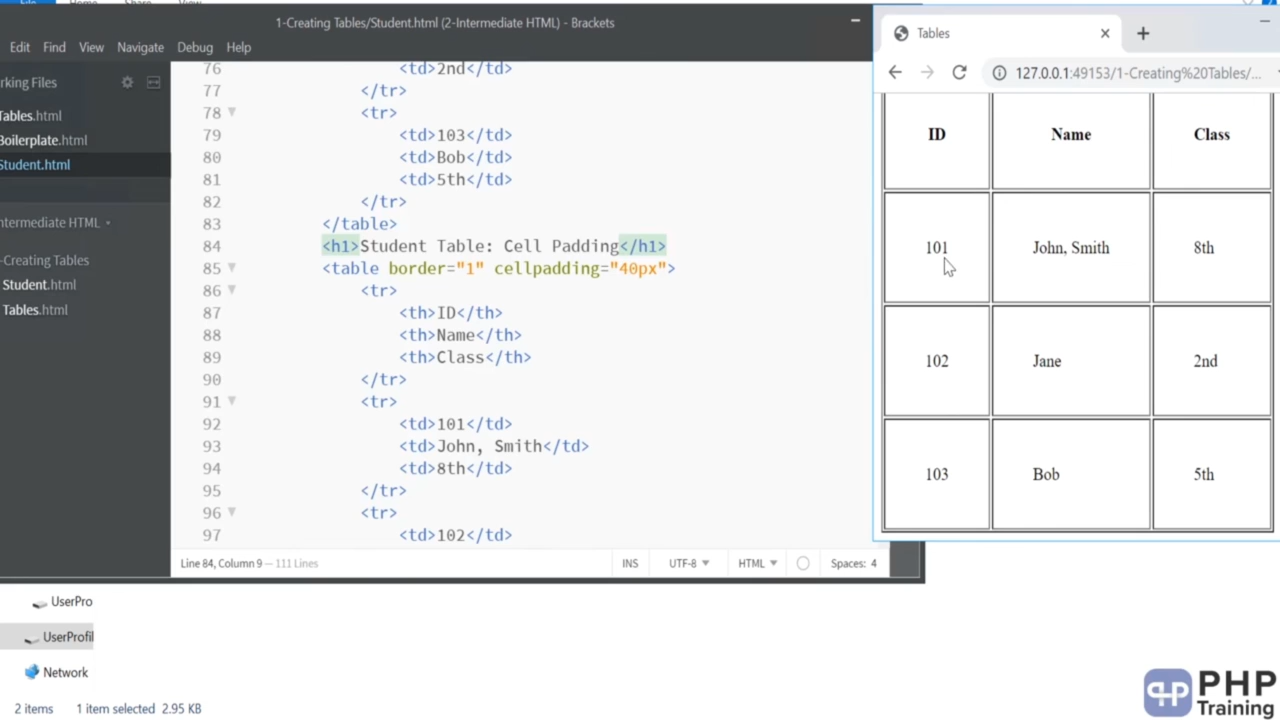 1-Creating Tables/Student.html (2-Intermediate HTML) - Brackets
Edit Find View Navigate Debug Help
rking Files
Tables.html
Boilerplate.html
Student.html
ntermediate HTML
-Creating Tables
Student.html
Tables.html
76 <td>2nd</td>
77 </tr>
78 <tr>
79 <td>103</td>
80 <td>Bob</td>
81 <td>5th</td>
82 </tr>
83 </table>
84 <h1>Student Table: Cell Padding</h1>
85 <table border="1" cellpadding="40px">
86 <tr>
87 <th>ID</th>
88 <th>Name</th>
89 <th>Class</th>
90 </tr>
91 <tr>
92 <td>101</td>
93 <td>John, Smith</td>
94 <td>8th</td>
95 </tr>
96 <tr>
97 <td>102</td>
Line 84, Column 9 — 111 Lines
INS UTF-8 HTML Spaces: 4
Tables
127.0.0.1:49153/1-Creating%20Tables/...
ID Name Class
101 John, Smith 8th
102 Jane 2nd
103 Bob 5th
UserPro
UserProfil
Network
2 items 1 item selected 2.95 KB
PHP
Training